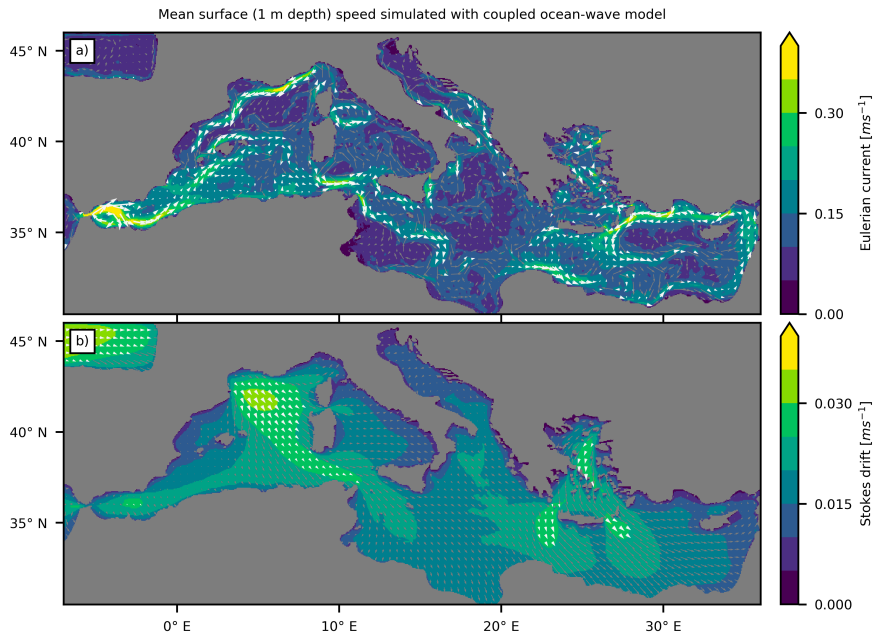 Mean surface (1 m depth) speed simulated with coupled ocean-wave model
a)
45° N
40° N
35° N
0.30
0.15
0.00
Eulerian current [ms⁻¹]
b)
45° N
40° N
35° N
0.030
0.015
0.000
Stokes drift [ms⁻¹]
0° E
10° E
20° E
30° E